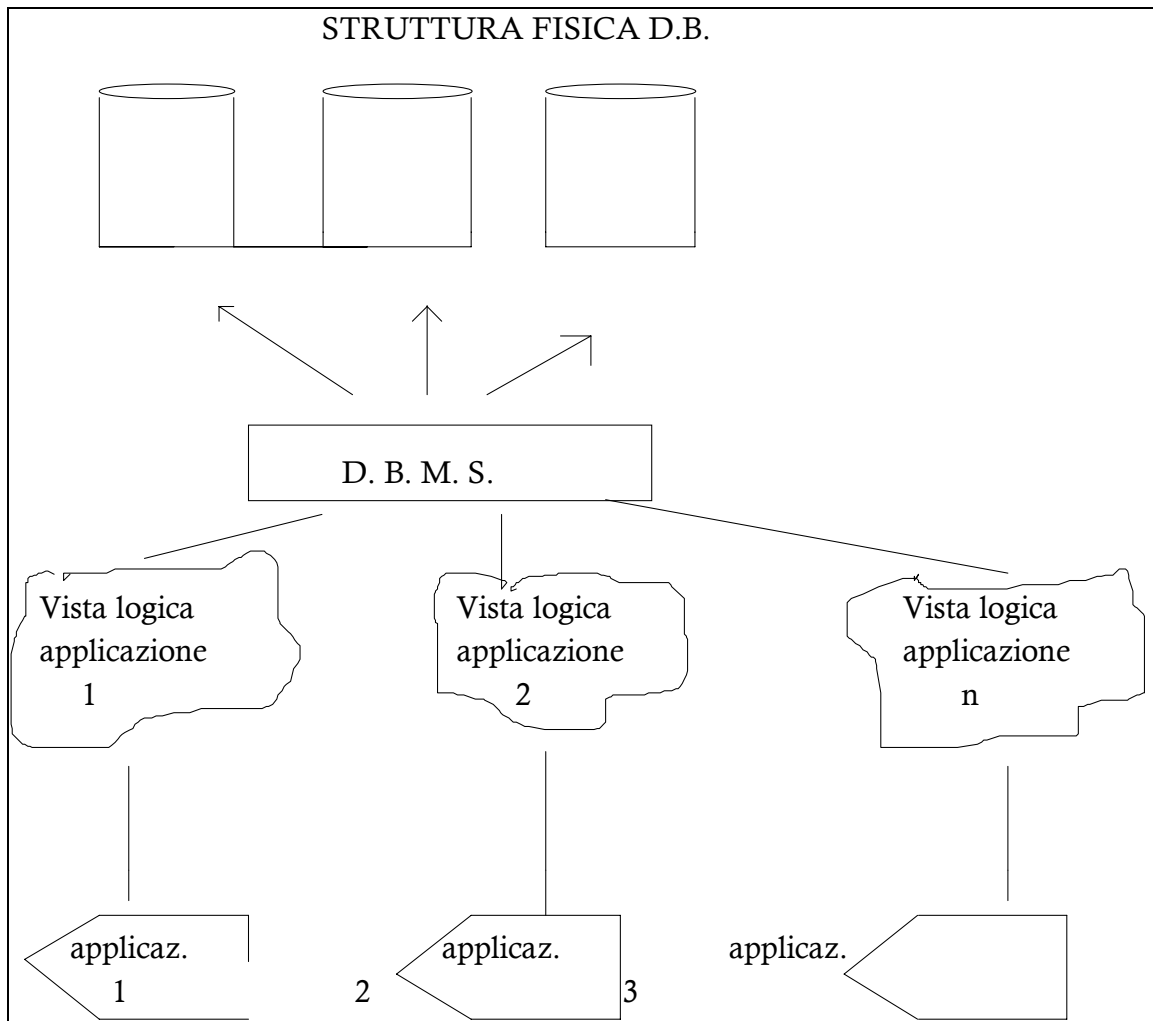 STRUTTURA FISICA D.B.
D. B. M. S.
Vista logica
applicazione
1
Vista logica
applicazione
2
Vista logica
applicazione
n
applicaz.
1
applicaz.
2
applicaz.
3